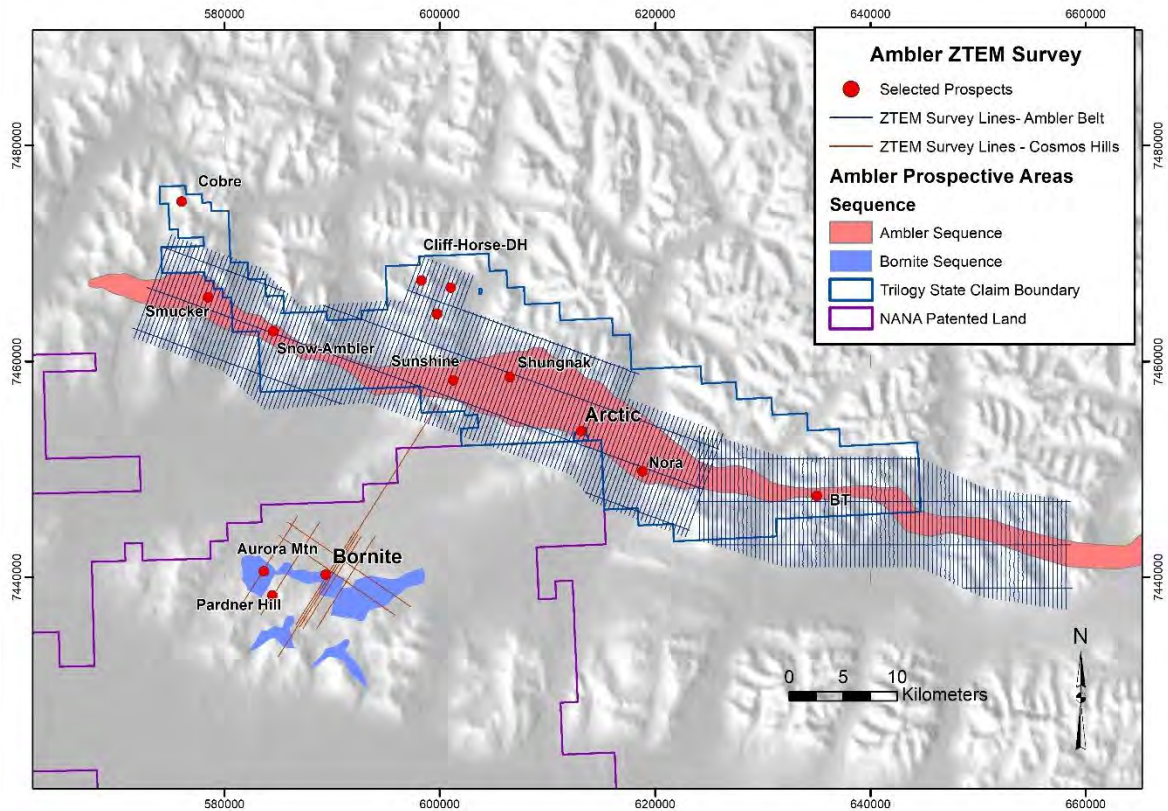 580000
600000
620000
640000
660000
Ambler ZTEM Survey
Selected Prospects
ZTEM Survey Lines- Ambler Belt
ZTEM Survey Lines - Cosmos Hills
Ambler Prospective Areas
Sequence
Ambler Sequence
Bornite Sequence
Trilogy State Claim Boundary
NANA Patented Land
7480000
7480000
Cobre
Cliff-Horse-DH
Smucker
Snow-Ambler
Sunshine
Shungnak
7460000
7460000
Arctic
Nora
BT
Aurora Mtn
Bornite
Pardner Hill
7440000
7440000
N
0 5 10
Kilometers
580000
600000
620000
640000
660000